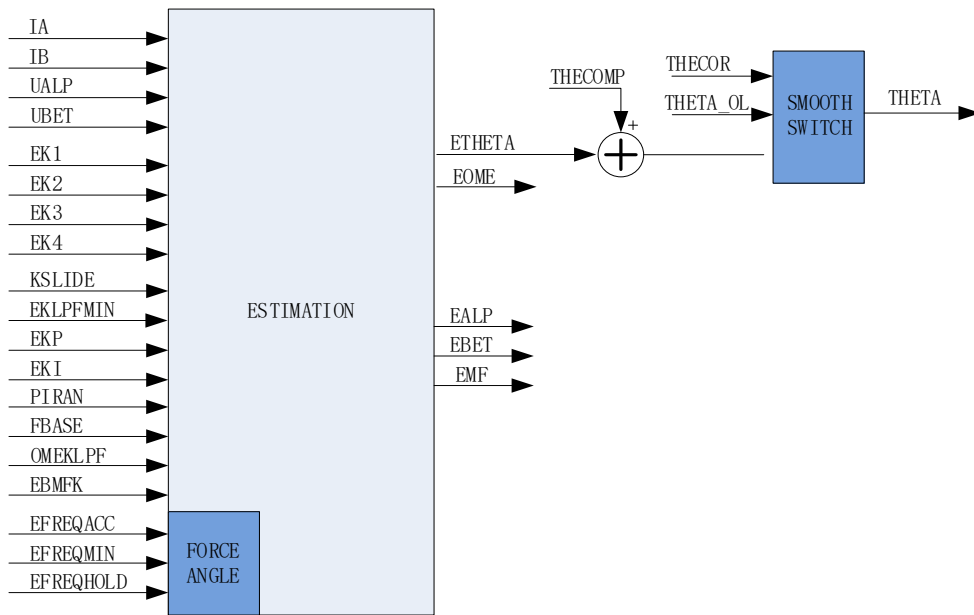 IA
IB
UALP
UBET
EK1
EK2
EK3
EK4
KSLIDE
EKLPFMIN
EKP
EKI
PIRAN
FBASE
OMEKLPF
EBMFK
EFREQACC
EFREQMIN
EFREQHOLD
FORCE
ANGLE
ESTIMATION
ETHETA
EOME
EALP
EBET
EMF
THECOMP
+
THECOR
THETA_OL
SMOOTH
SWITCH
THETA